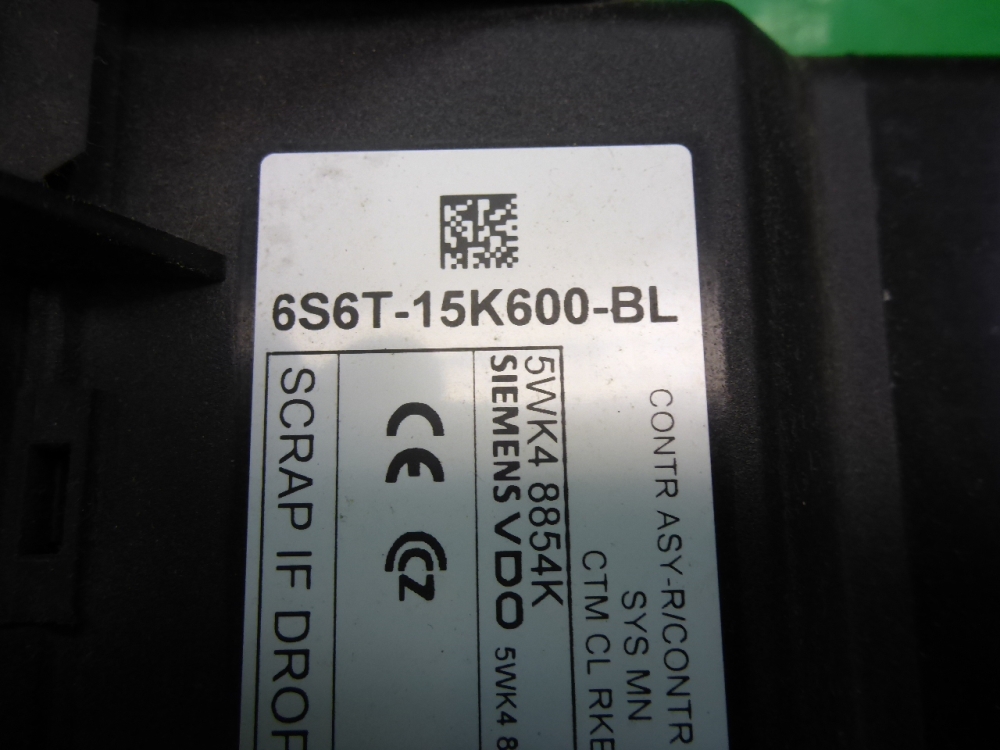 6S6T-15K600-BL
CONTR ASY-R/CONTR
SYS MN
CTM CL RKE
5WK4 8854K
SIEMENS VDO 5WK4 8
CE
CCZ
SCRAP IF DROP